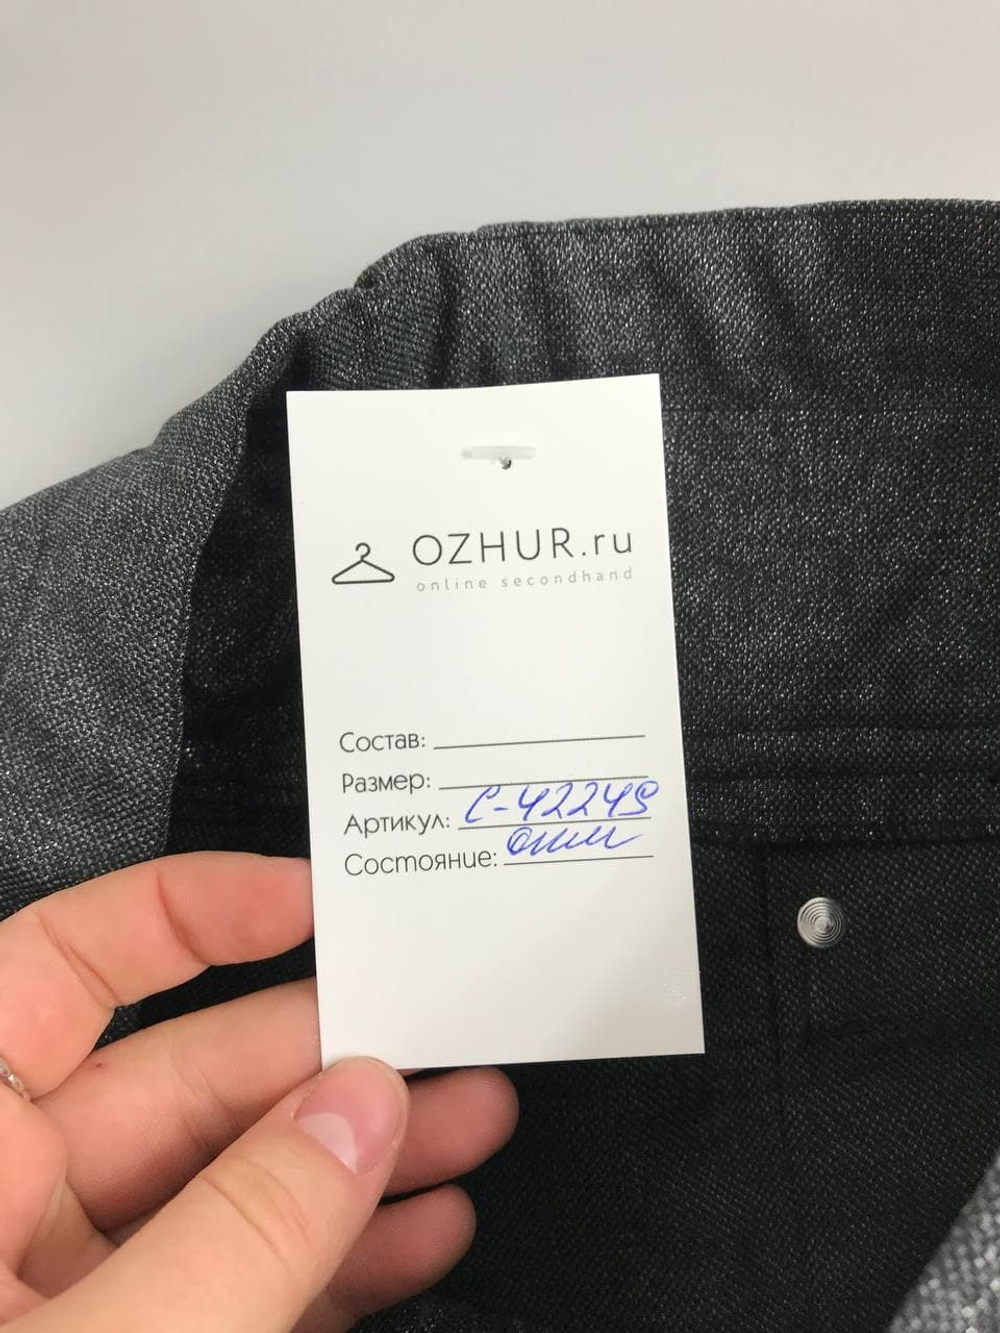 OZHUR.ru
online secondhand
Состав:
Размер:
Артикул: С-42249
Состояние: отл